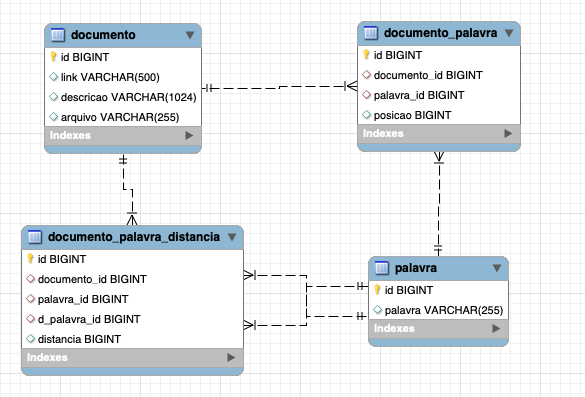 documento
id BIGINT
link VARCHAR(500)
descricao VARCHAR(1024)
arquivo VARCHAR(255)
Indexes
documento_palavra
id BIGINT
documento_id BIGINT
palavra_id BIGINT
posicao BIGINT
Indexes
documento_palavra_distancia
id BIGINT
documento_id BIGINT
palavra_id BIGINT
d_palavra_id BIGINT
distancia BIGINT
Indexes
palavra
id BIGINT
palavra VARCHAR(255)
Indexes